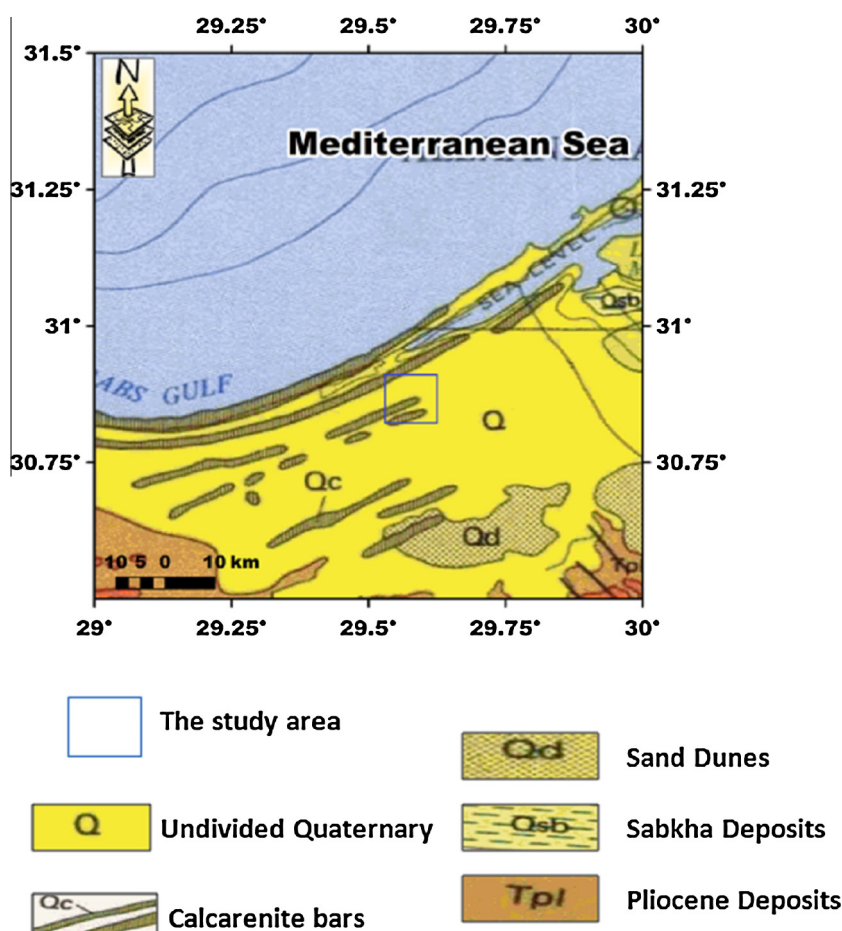 29.25° 29.5° 29.75° 30°
31.5°
N
Mediterranean Sea
31.25° 31.25°
SEA LEVEL
Qsb
31° 31°
ABS GULF
Q
30.75° 30.75°
Qc
Qd
10 5 0 10 km
Tpl
29° 29.25° 29.5° 29.75° 30°
The study area
Qd Sand Dunes
Q Undivided Quaternary
Qsb Sabkha Deposits
Tpl Pliocene Deposits
Qc Calcarenite bars